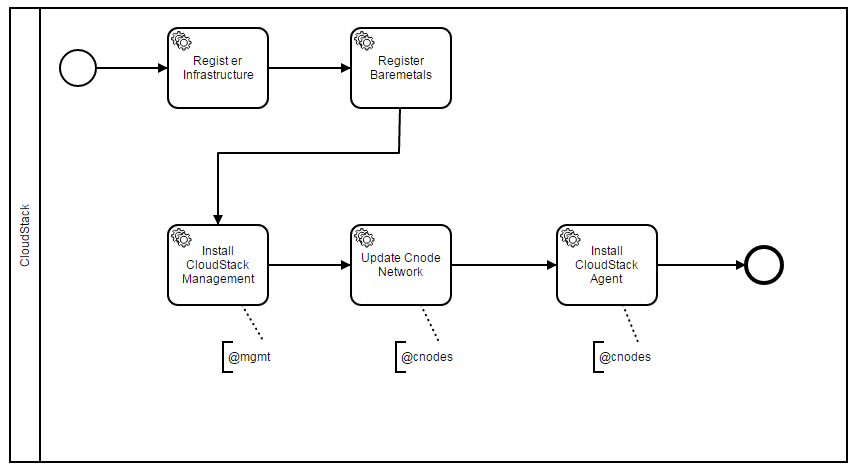 CloudStack
Regist er
Infrastructure
Register
Baremetals
Install
CloudStack
Management
Update Cnode
Network
Install
CloudStack
Agent
@mgmt
@cnodes
@cnodes